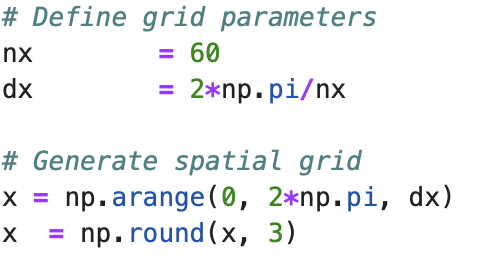 # Define grid parameters
nx        = 60
dx        = 2*np.pi/nx

# Generate spatial grid
x = np.arange(0, 2*np.pi, dx)
x  = np.round(x, 3)